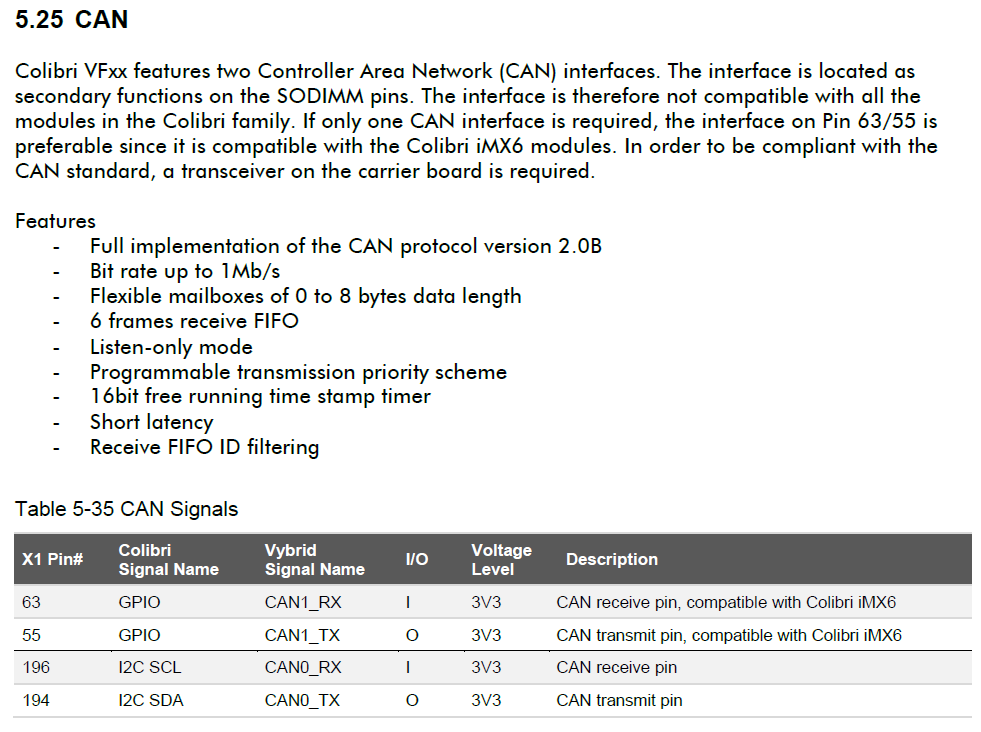 5.25 CAN
Colibri VFxx features two Controller Area Network (CAN) interfaces. The interface is located as
secondary functions on the SODIMM pins. The interface is therefore not compatible with all the
modules in the Colibri family. If only one CAN interface is required, the interface on Pin 63/55 is
preferable since it is compatible with the Colibri iMX6 modules. In order to be compliant with the
CAN standard, a transceiver on the carrier board is required.
Features
- Full implementation of the CAN protocol version 2.0B
- Bit rate up to 1Mb/s
- Flexible mailboxes of 0 to 8 bytes data length
- 6 frames receive FIFO
- Listen-only mode
- Programmable transmission priority scheme
- 16bit free running time stamp timer
- Short latency
- Receive FIFO ID filtering
Table 5-35 CAN Signals
X1 Pin# Colibri Signal Name Vybrid Signal Name I/O Voltage Level Description
63 GPIO CAN1_RX I 3V3 CAN receive pin, compatible with Colibri iMX6
55 GPIO CAN1_TX O 3V3 CAN transmit pin, compatible with Colibri iMX6
196 I2C SCL CAN0_RX I 3V3 CAN receive pin
194 I2C SDA CAN0_TX O 3V3 CAN transmit pin